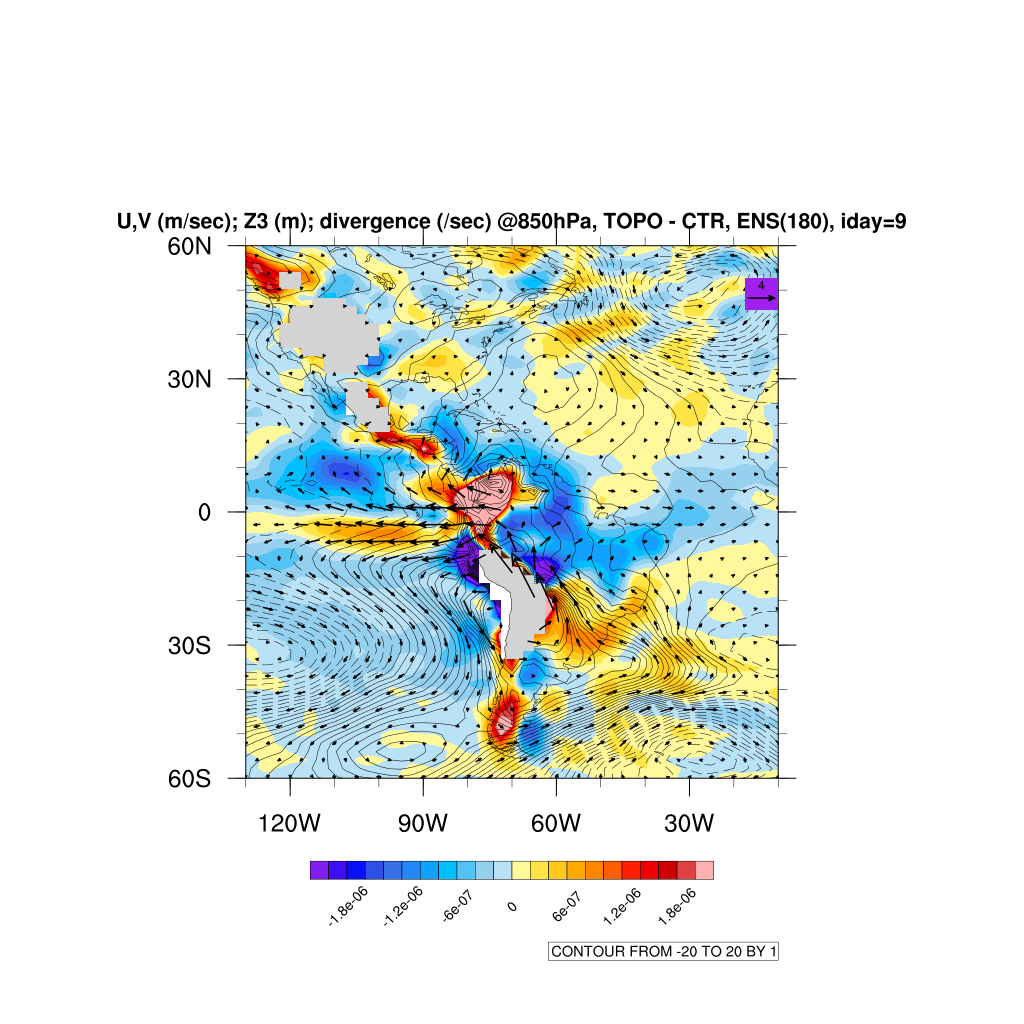 U,V (m/sec); Z3 (m); divergence (/sec) @850hPa, TOPO - CTR, ENS(180), iday=9
60N
4
30N
0
30S
60S
120W 90W 60W 30W
-1.8e-06 -1.2e-06 -6e-07 0 6e-07 1.2e-06 1.8e-06
CONTOUR FROM -20 TO 20 BY 1